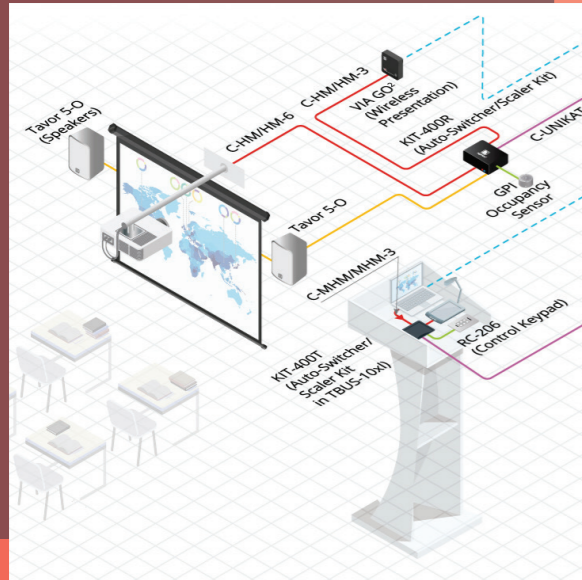 Tavor 5-O
(Speakers)
C-HM/HM-6
C-HM/HM-3
VIA GO²
(Wireless
Presentation)
KIT-400R
(Auto-Switcher/Scaler Kit)
C-UNIKAT
GPI
Occupancy
Sensor
Tavor 5-O
C-MHM/MHM-3
RC-206
(Control Keypad)
KIT-400T
(Auto-Switcher/
Scaler Kit
in TBUS-10xl)